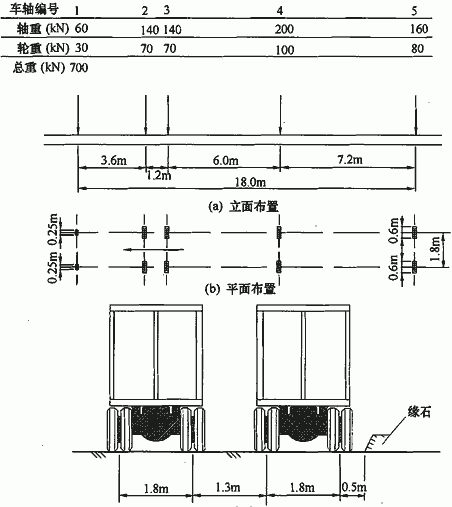 车轴编号 1 2 3 4 5
轴重 (kN) 60 140 140 200 160
轮重 (kN) 30 70 70 100 80
总重 (kN) 700
3.6m 6.0m 7.2m
1.2m
18.0m
(a) 立面布置
0.25m 0.6m
1.8m
0.25m 0.6m
(b) 平面布置
缘石
1.8m 1.3m 1.8m 0.5m